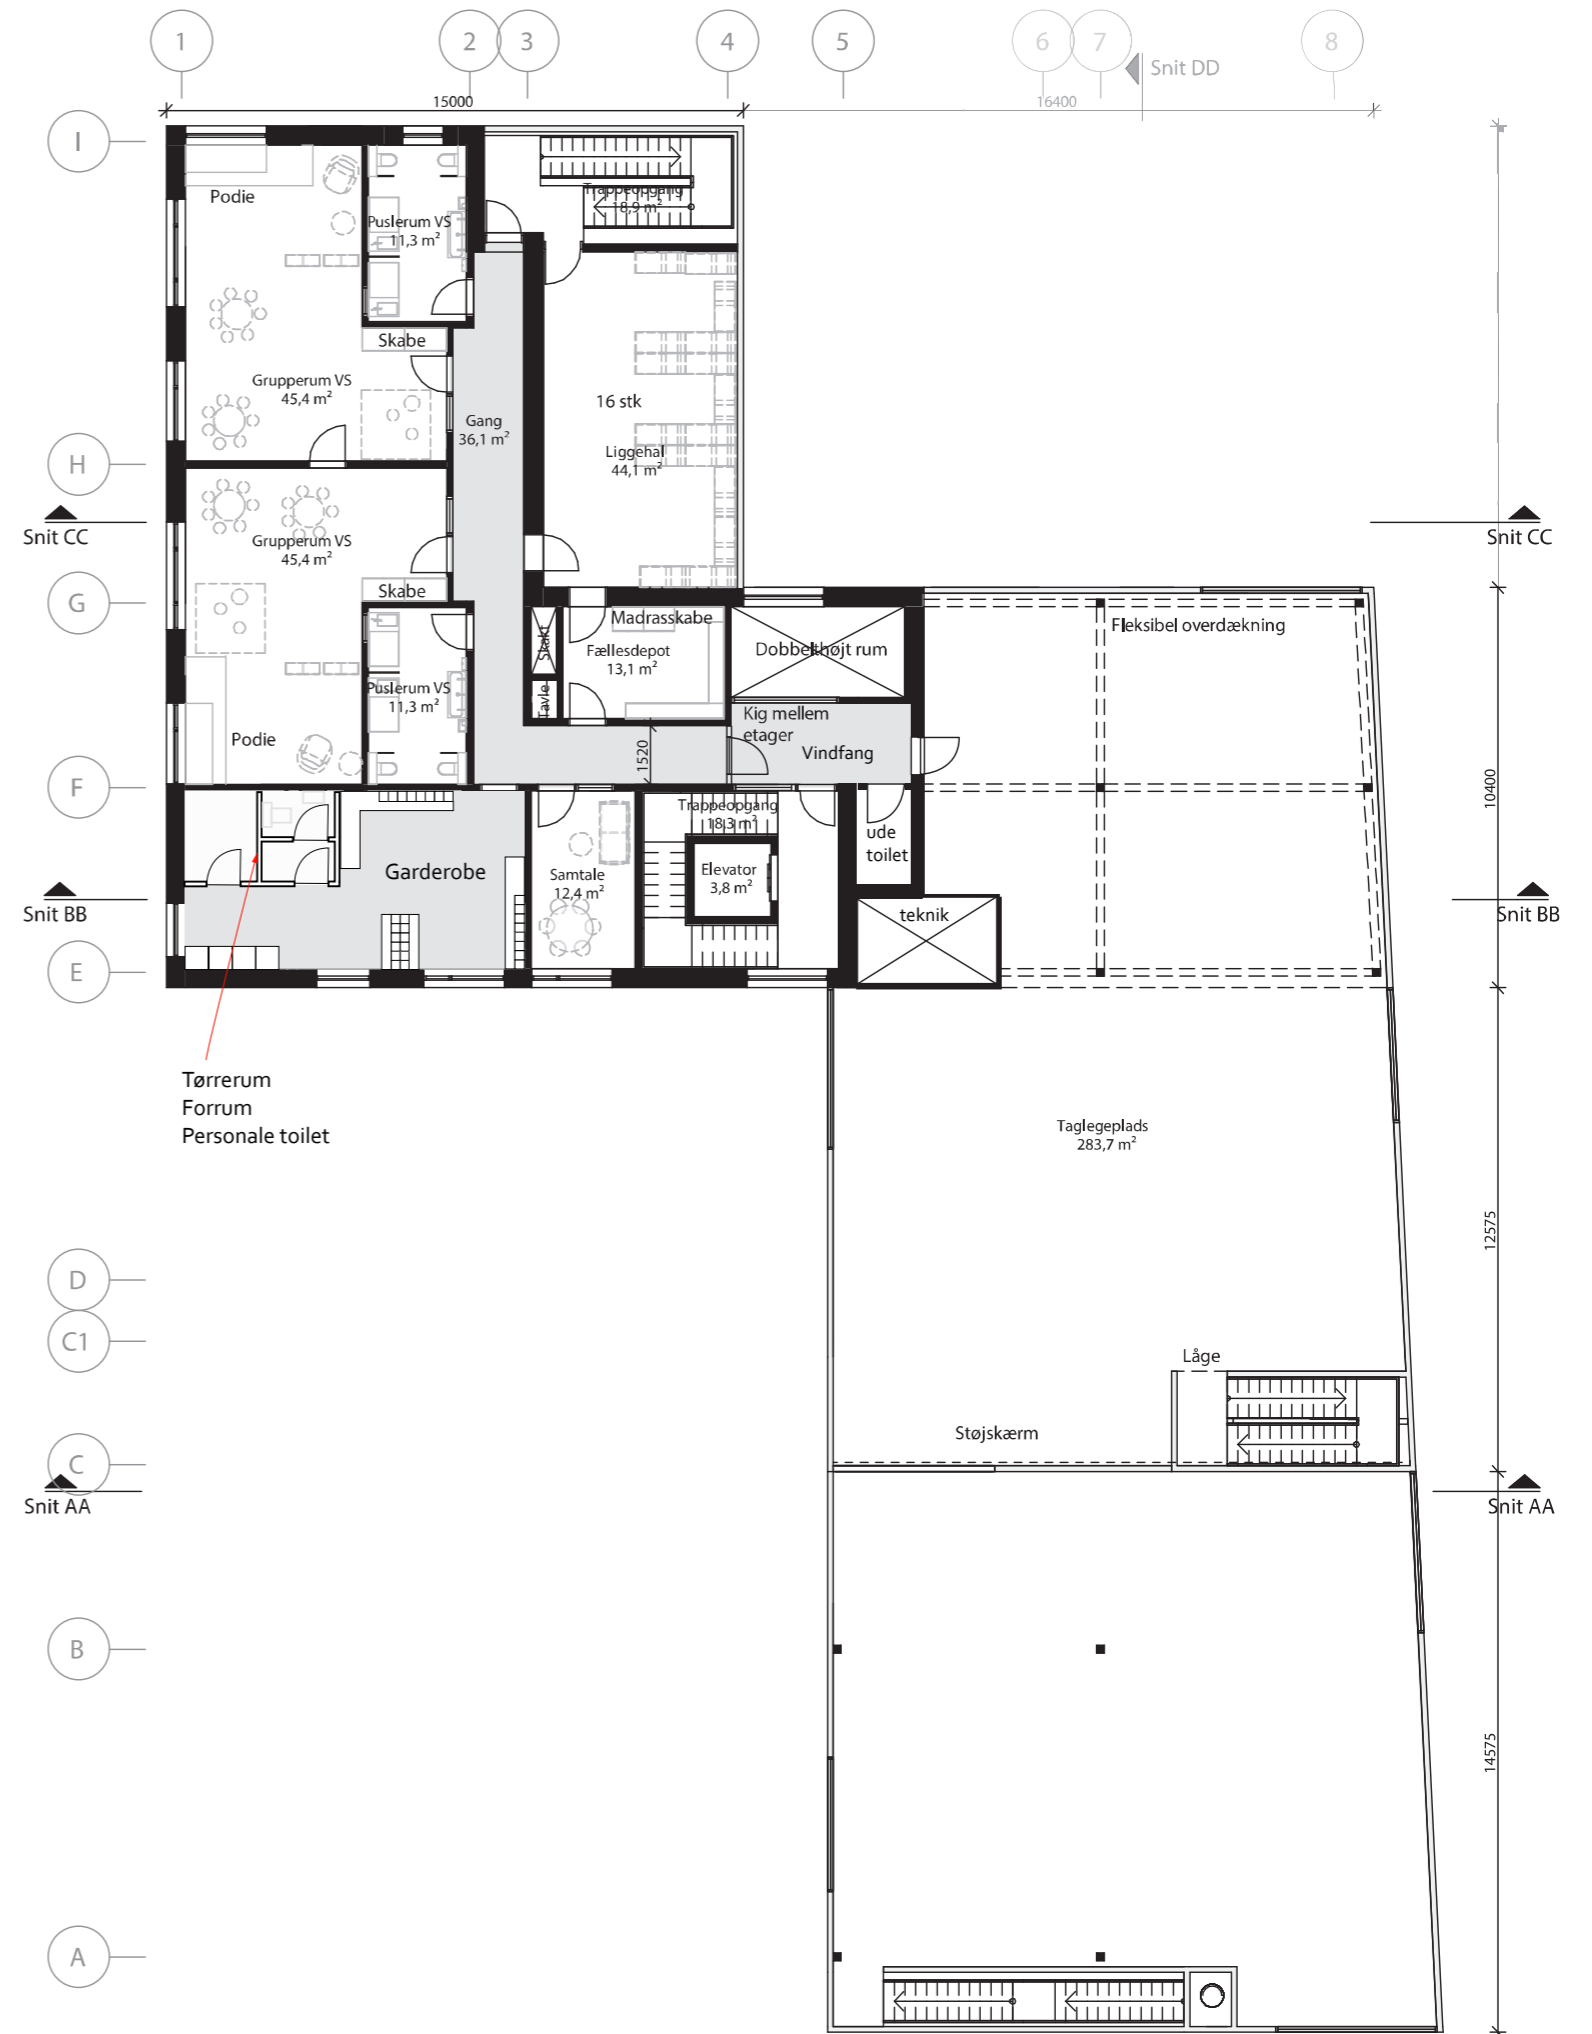 1
2
3
4
5
6
7
8
Snit DD
15000
16400
I
Podie
Puslerum VS
11,3 m²
Trappeopgang
18,9 m²
Skabe
Grupperum VS
45,4 m²
Gang
36,1 m²
16 stk
Liggehal
44,1 m²
H
Snit CC
Snit CC
Grupperum VS
45,4 m²
Skabe
G
Madrasskabe
Skakt
Fællesdepot
13,1 m²
Dobbelthøjt rum
Fleksibel overdækning
Puslerum VS
11,3 m²
Tavle
Podie
Kig mellem
etager
Vindfang
1520
F
10400
Trappeopgang
18,3 m²
ude
toilet
Garderobe
Samtale
12,4 m²
Elevator
3,8 m²
Snit BB
teknik
Snit BB
E
Tørrerum
Forrum
Personale toilet
Taglegeplads
283,7 m²
12575
D
C1
Låge
Støjskærm
C
Snit AA
Snit AA
B
14575
A